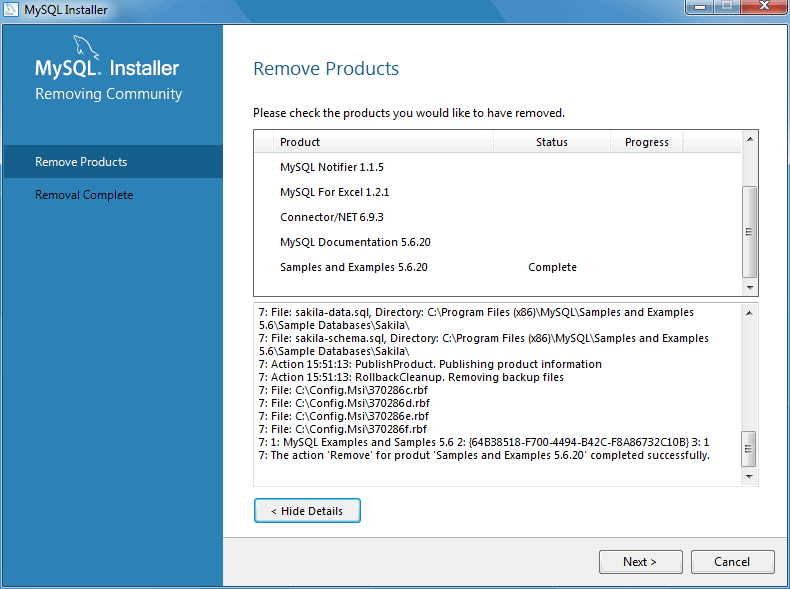 MySQL Installer
MySQL. Installer
Removing Community
Remove Products
Removal Complete
Remove Products
Please check the products you would like to have removed.
Product Status Progress
MySQL Notifier 1.1.5
MySQL For Excel 1.2.1
Connector/NET 6.9.3
MySQL Documentation 5.6.20
Samples and Examples 5.6.20 Complete
7: File: sakila-data.sql, Directory: C:\Program Files (x86)\MySQL\Samples and Examples
5.6\Sample Databases\Sakila\
7: File: sakila-schema.sql, Directory: C:\Program Files (x86)\MySQL\Samples and Examples
5.6\Sample Databases\Sakila\
7: Action 15:51:13: PublishProduct. Publishing product information
7: Action 15:51:13: RollbackCleanup. Removing backup files
7: File: C:\Config.Msi\370286c.rbf
7: File: C:\Config.Msi\370286d.rbf
7: File: C:\Config.Msi\370286e.rbf
7: File: C:\Config.Msi\370286f.rbf
7: 1: MySQL Examples and Samples 5.6 2: {64B38518-F700-4494-B42C-F8A86732C10B} 3: 1
7: The action 'Remove' for produt 'Samples and Examples 5.6.20' completed successfully.
< Hide Details
Next >
Cancel